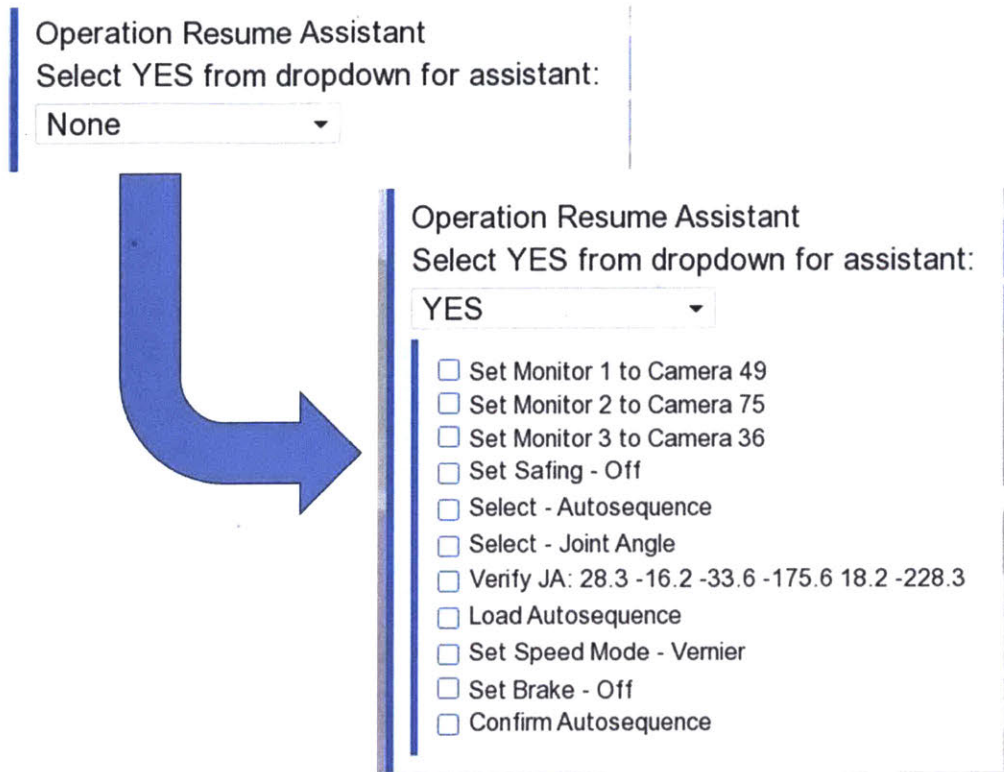 Operation Resume Assistant
Select YES from dropdown for assistant:
None
Operation Resume Assistant
Select YES from dropdown for assistant:
YES
Set Monitor 1 to Camera 49
Set Monitor 2 to Camera 75
Set Monitor 3 to Camera 36
Set Safing - Off
Select - Autosequence
Select - Joint Angle
Verify JA: 28.3 -16.2 -33.6 -175.6 18.2 -228.3
Load Autosequence
Set Speed Mode - Vernier
Set Brake - Off
Confirm Autosequence